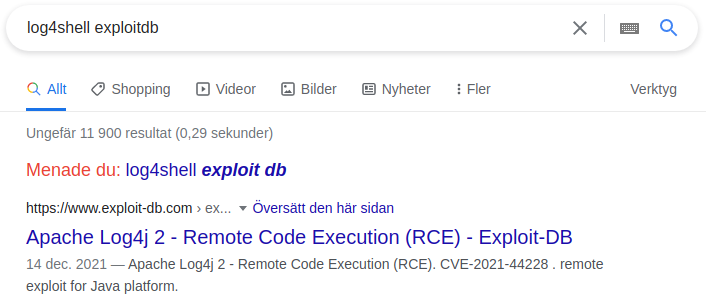 log4shell exploitdb
Allt Shopping Videor Bilder Nyheter Fler Verktyg
Ungefär 11 900 resultat (0,29 sekunder)
Menade du: log4shell exploit db
https://www.exploit-db.com › ex... Översätt den här sidan
Apache Log4j 2 - Remote Code Execution (RCE) - Exploit-DB
14 dec. 2021 — Apache Log4j 2 - Remote Code Execution (RCE). CVE-2021-44228 . remote
exploit for Java platform.